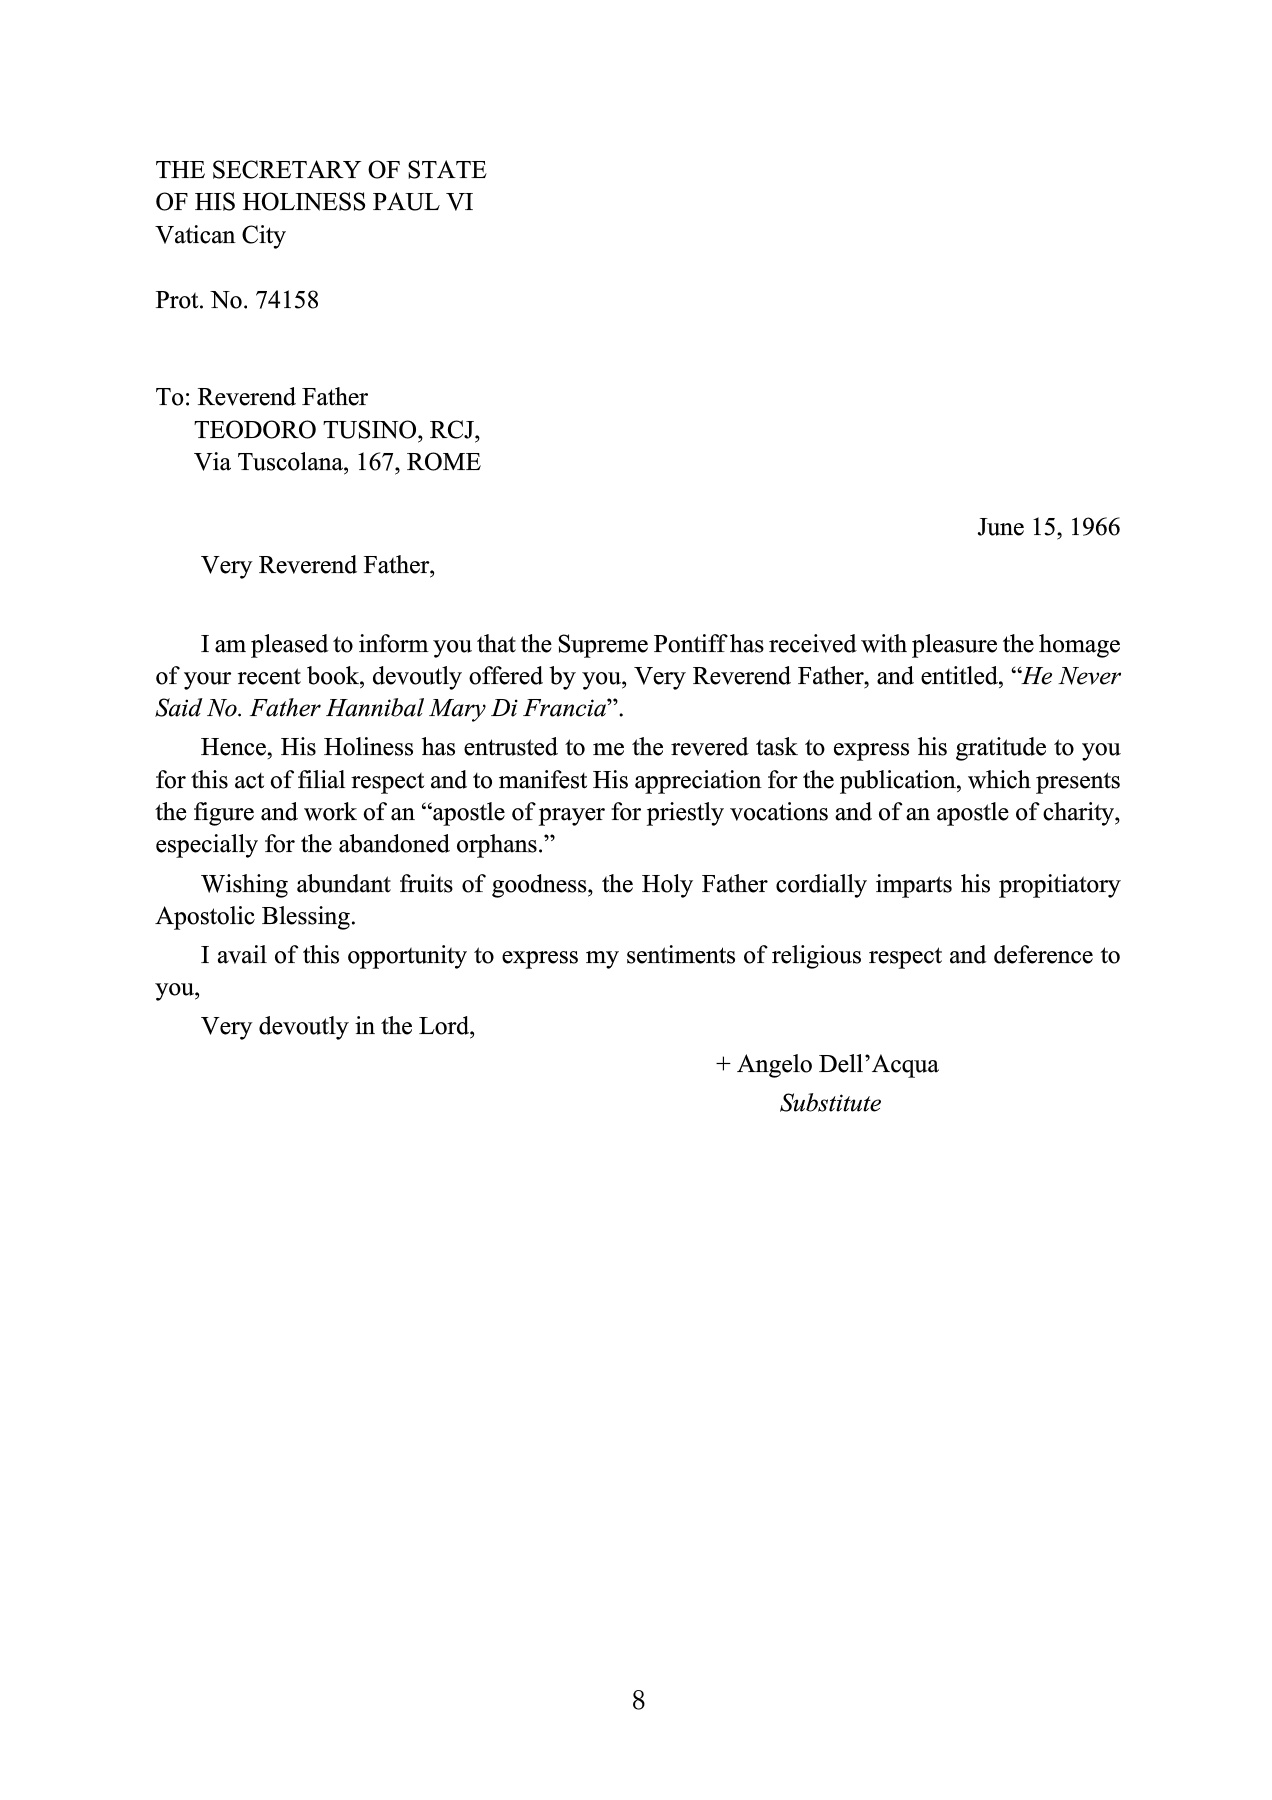 THE SECRETARY OF STATE
OF HIS HOLINESS PAUL VI
Vatican City
Prot. No. 74158
To: Reverend Father
TEODORO TUSINO, RCJ,
Via Tuscolana, 167, ROME
June 15, 1966
Very Reverend Father,
I am pleased to inform you that the Supreme Pontiff has received with pleasure the homage
of your recent book, devoutly offered by you, Very Reverend Father, and entitled, “He Never
Said No. Father Hannibal Mary Di Francia”.
Hence, His Holiness has entrusted to me the revered task to express his gratitude to you
for this act of filial respect and to manifest His appreciation for the publication, which presents
the figure and work of an “apostle of prayer for priestly vocations and of an apostle of charity,
especially for the abandoned orphans.”
Wishing abundant fruits of goodness, the Holy Father cordially imparts his propitiatory
Apostolic Blessing.
I avail of this opportunity to express my sentiments of religious respect and deference to
you,
Very devoutly in the Lord,
+ Angelo Dell’Acqua
Substitute
8